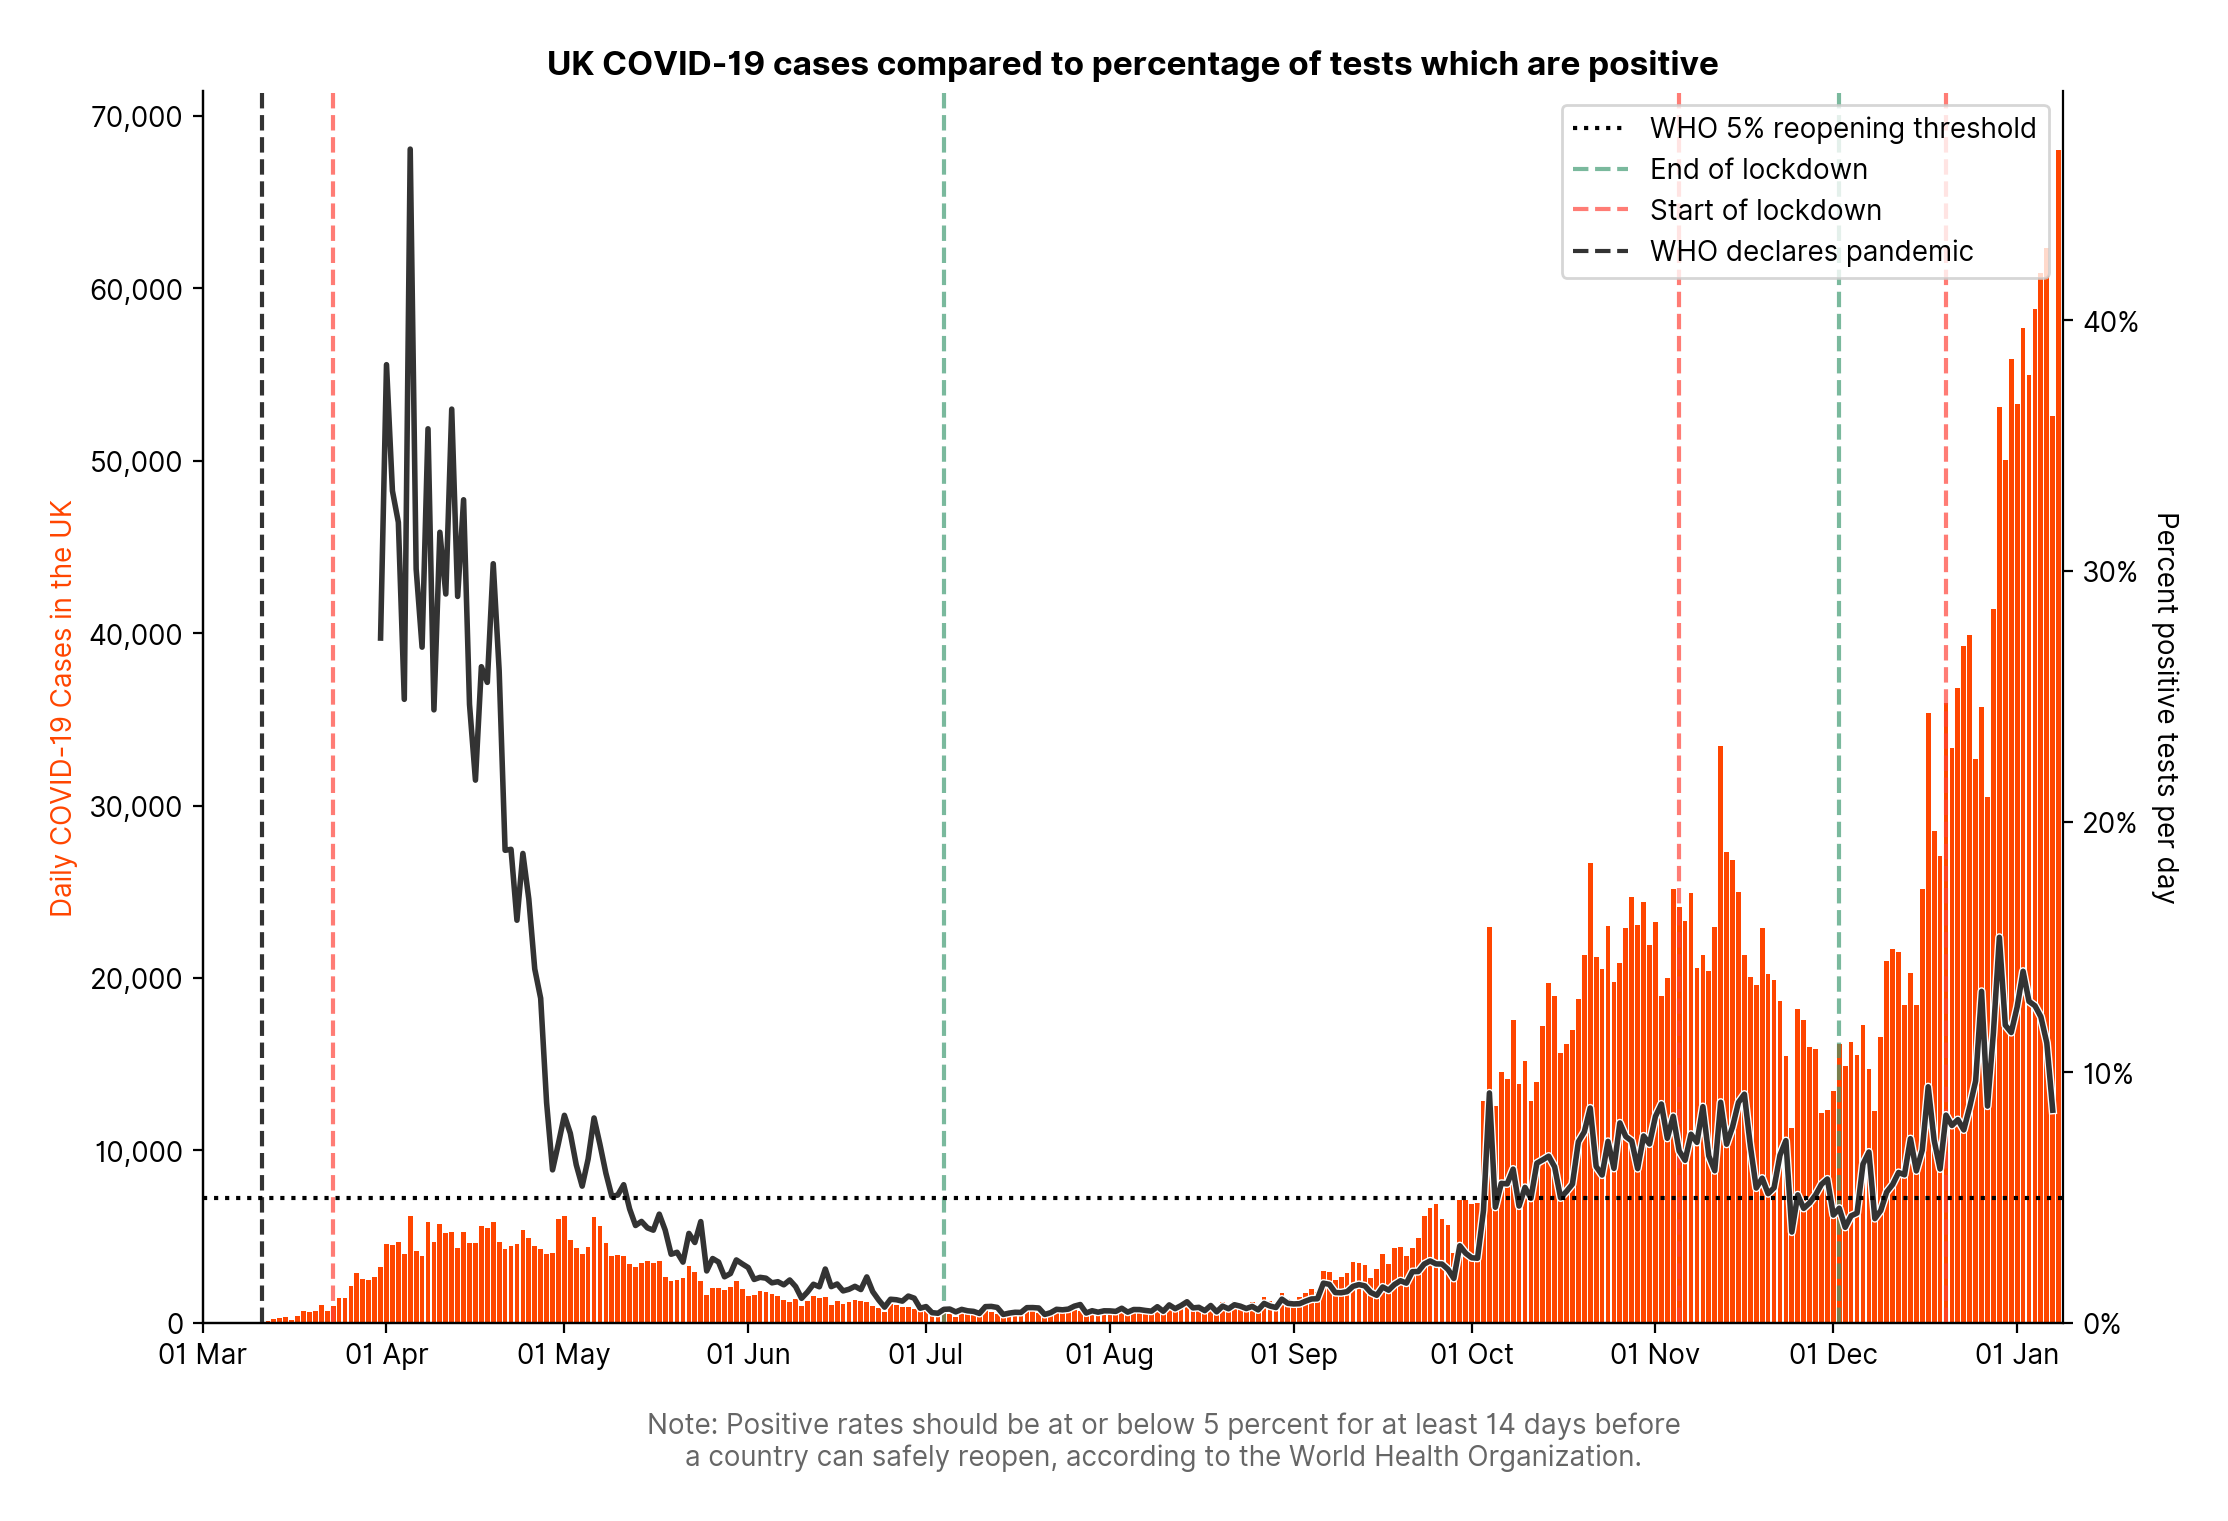 UK COVID-19 cases compared to percentage of tests which are positive
70,000
60,000
50,000
40,000
30,000
20,000
10,000
0
Daily COVID-19 Cases in the UK
WHO 5% reopening threshold
End of lockdown
Start of lockdown
WHO declares pandemic
40%
30%
20%
10%
0%
Percent positive tests per day
01 Mar
01 Apr
01 May
01 Jun
01 Jul
01 Aug
01 Sep
01 Oct
01 Nov
01 Dec
01 Jan
Note: Positive rates should be at or below 5 percent for at least 14 days before
a country can safely reopen, according to the World Health Organization.